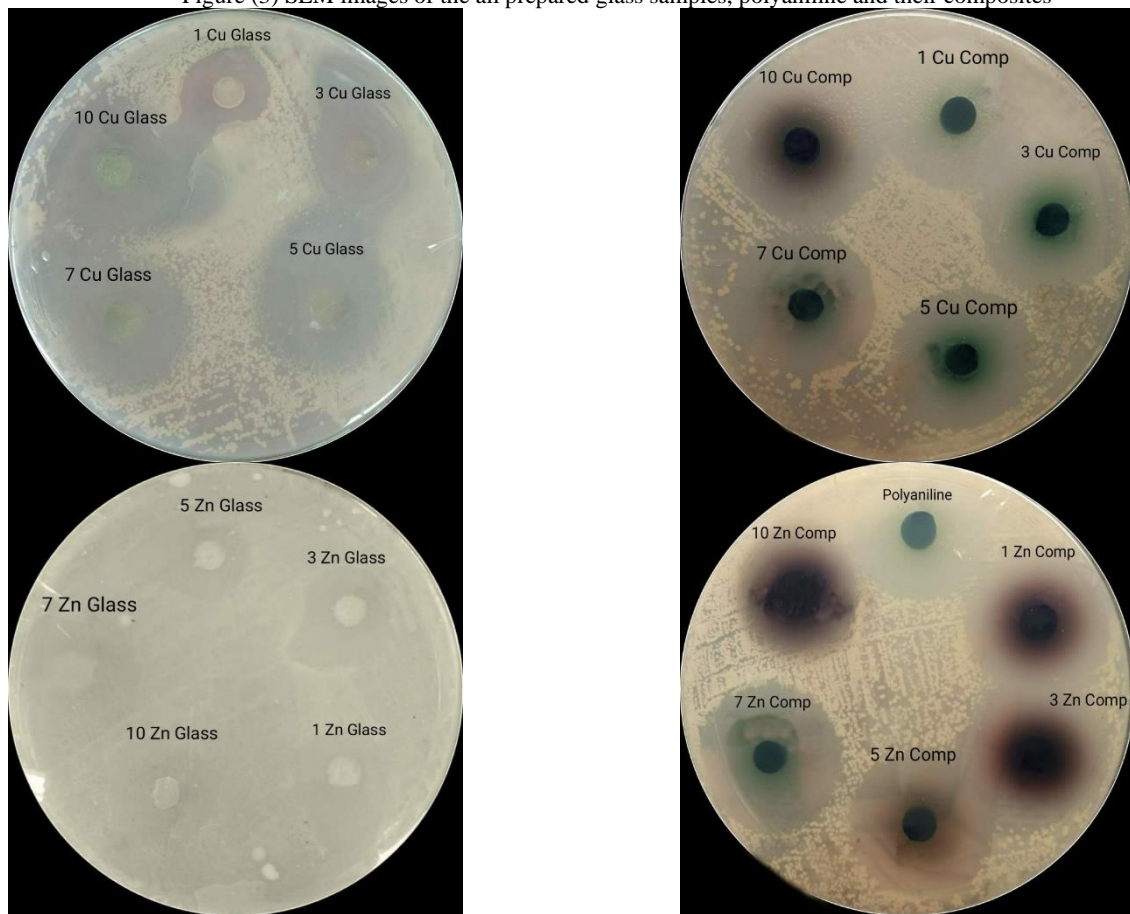 Figure (3) SEM images of the all prepared glass samples, polyaniline and their composites
1 Cu Glass
3 Cu Glass
10 Cu Glass
5 Cu Glass
7 Cu Glass
1 Cu Comp
10 Cu Comp
3 Cu Comp
7 Cu Comp
5 Cu Comp
5 Zn Glass
3 Zn Glass
7 Zn Glass
10 Zn Glass
1 Zn Glass
Polyaniline
10 Zn Comp
1 Zn Comp
7 Zn Comp
3 Zn Comp
5 Zn Comp